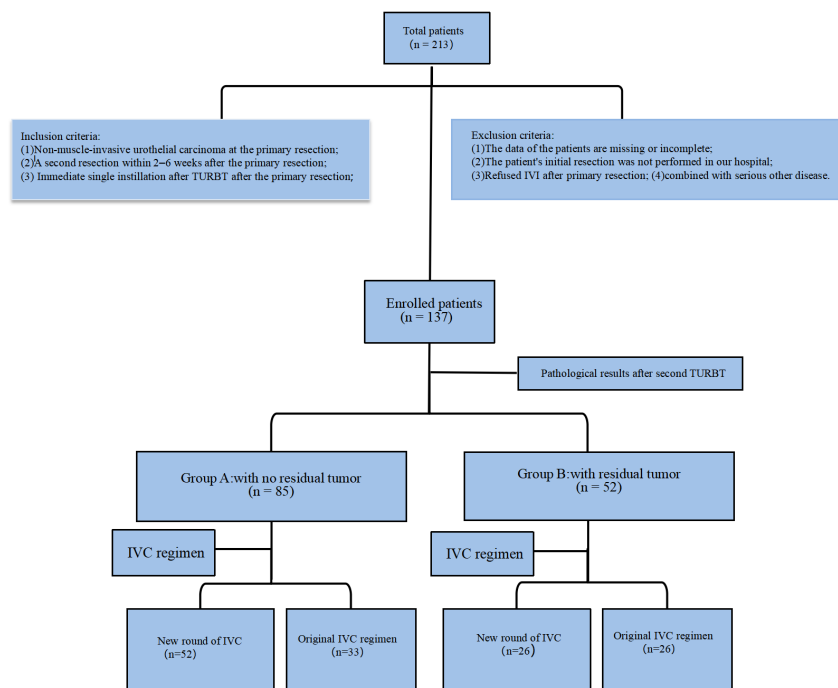 Total patients
(n = 213)
Inclusion criteria:
(1)Non-muscle-invasive urothelial carcinoma at the primary resection;
(2)A second resection within 2–6 weeks after the primary resection;
(3) Immediate single instillation after TURBT after the primary resection;
Exclusion criteria:
(1)The data of the patients are missing or incomplete;
(2)The patient's initial resection was not performed in our hospital;
(3)Refused IVI after primary resection; (4)combined with serious other disease.
Enrolled patients
(n = 137)
Pathological results after second TURBT
Group A:with no residual tumor
(n = 85)
Group B:with residual tumor
(n = 52)
IVC regimen
IVC regimen
New round of IVC
(n=52)
Original IVC regimen
(n=33)
New round of IVC
(n=26)
Original IVC regimen
(n=26)